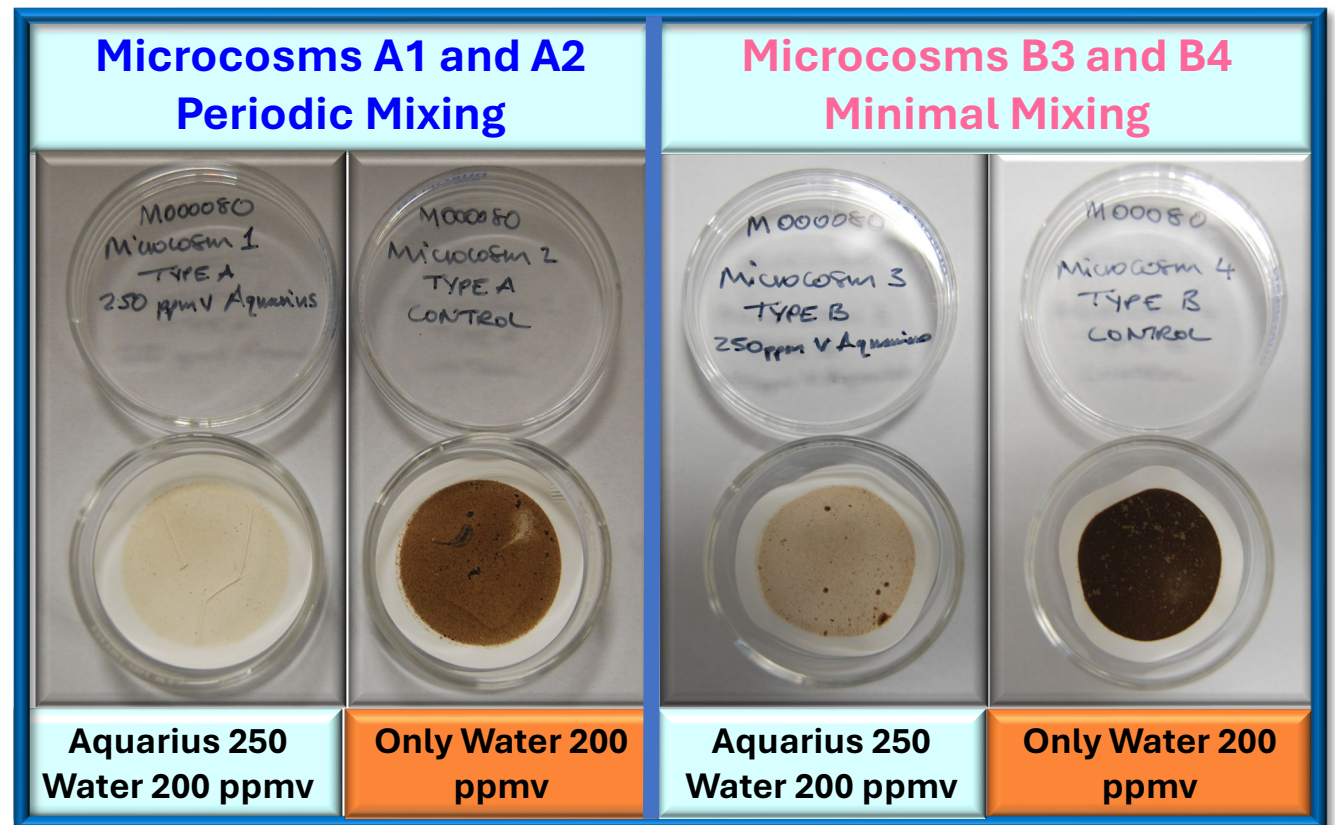 Microcosms A1 and A2
Periodic Mixing
Microcosms B3 and B4
Minimal Mixing
M000080
Microcosm 1
TYPE A
250 ppmV Aquarius
M000080
Microcosm 2
TYPE A
CONTROL
M000080
Microcosm 3
TYPE B
250ppm V Aquarius
M00080
Microcosm 4
TYPE B
CONTROL
Aquarius 250
Water 200 ppmv
Only Water 200
ppmv
Aquarius 250
Water 200 ppmv
Only Water 200
ppmv